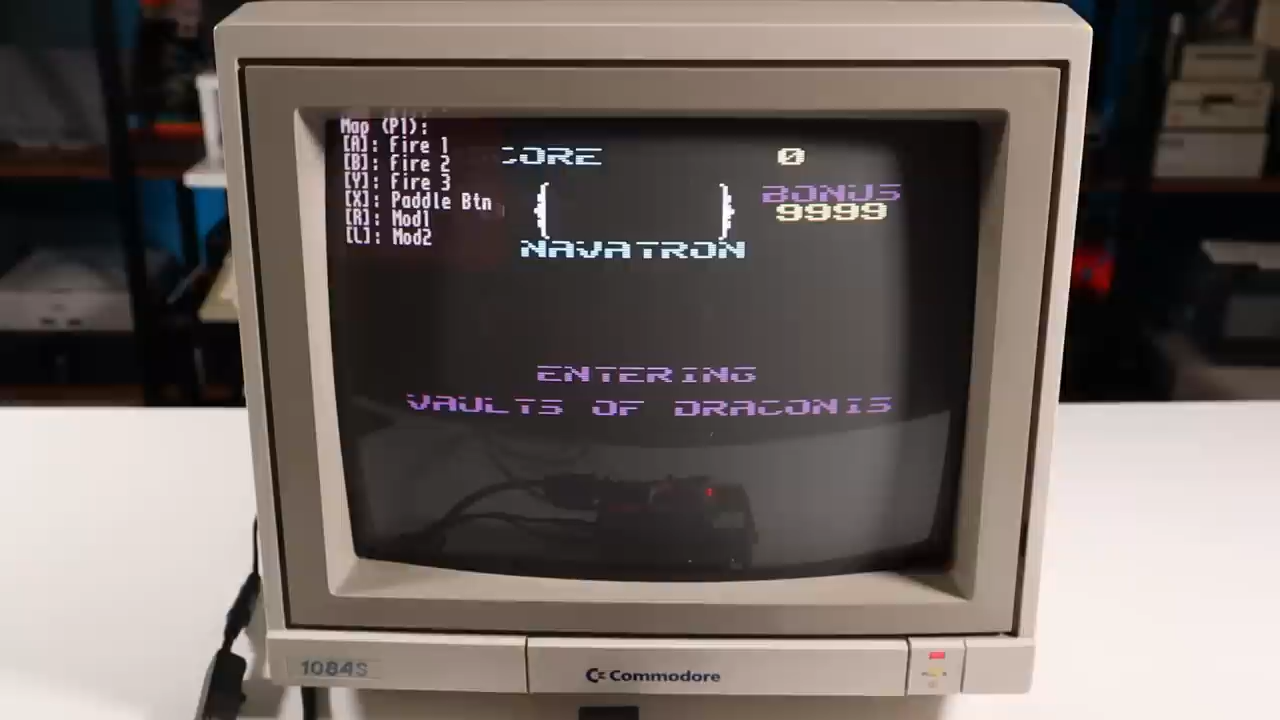 Map (P1):
[A]: Fire 1
[B]: Fire 2
[Y]: Fire 3
[X]: Paddle Btn
[R]: Mod1
[L]: Mod2
CORE 0
BONUS
9999
NAVATRON
ENTERING
VAULTS OF DRACONIS
1084S
Commodore